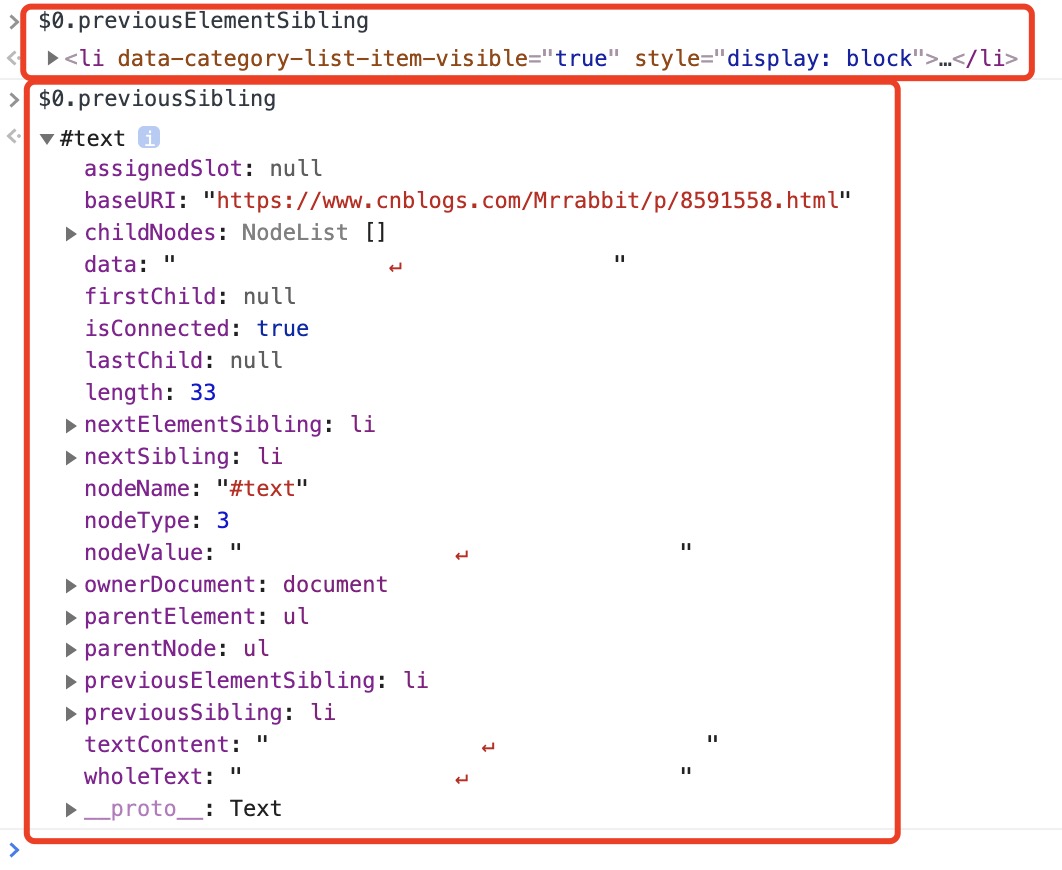 $0.previousElementSibling
<li data-category-list-item-visible="true" style="display: block">…</li>
$0.previousSibling
#text i
assignedSlot: null
baseURI: "https://www.cnblogs.com/Mrrabbit/p/8591558.html"
childNodes: NodeList []
data: " ↵ "
firstChild: null
isConnected: true
lastChild: null
length: 33
nextElementSibling: li
nextSibling: li
nodeName: "#text"
nodeType: 3
nodeValue: " ↵ "
ownerDocument: document
parentElement: ul
parentNode: ul
previousElementSibling: li
previousSibling: li
textContent: " ↵ "
wholeText: " ↵ "
__proto__: Text